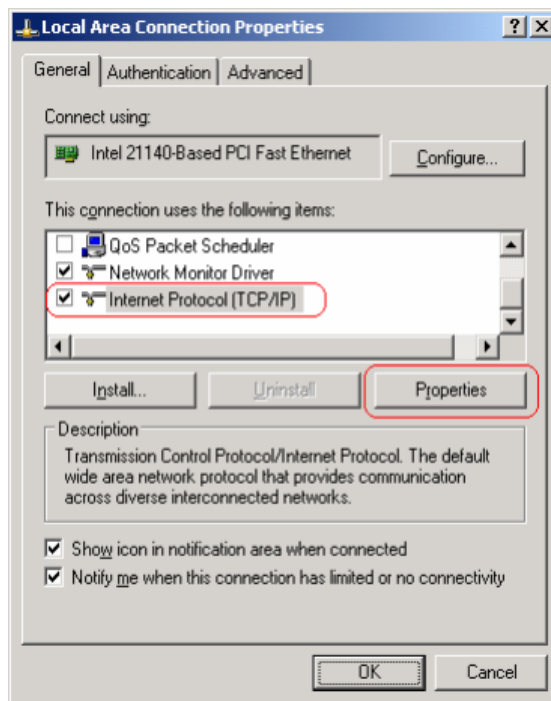 Local Area Connection Properties
General Authentication Advanced
Connect using:
Intel 21140-Based PCI Fast Ethernet Configure...
This connection uses the following items:
QoS Packet Scheduler
Network Monitor Driver
Internet Protocol (TCP/IP)
Install... Uninstall Properties
Description
Transmission Control Protocol/Internet Protocol. The default
wide area network protocol that provides communication
across diverse interconnected networks.
Show icon in notification area when connected
Notify me when this connection has limited or no connectivity
OK Cancel